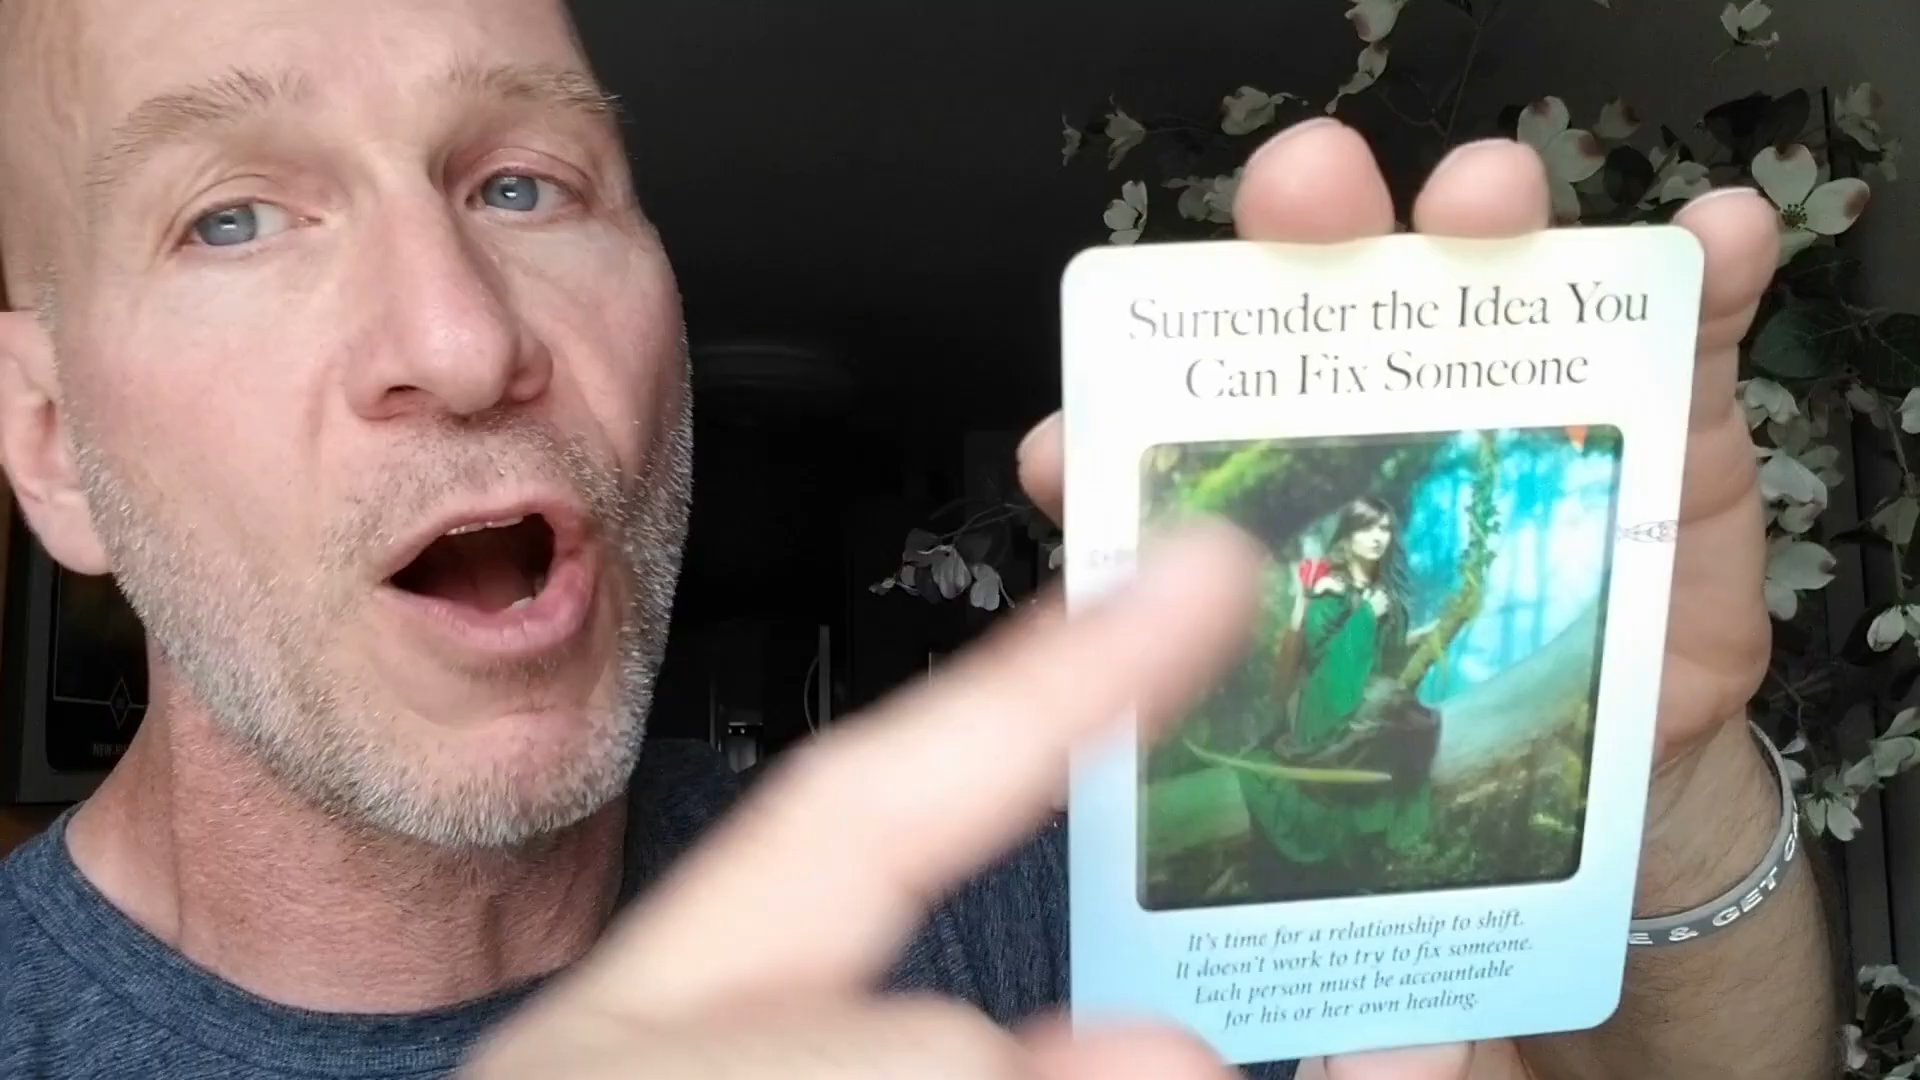 Surrender the Idea You
Can Fix Someone
It's time for a relationship to shift.
It doesn't work to try to fix someone.
Each person must be accountable
for his or her own healing.
E & GET